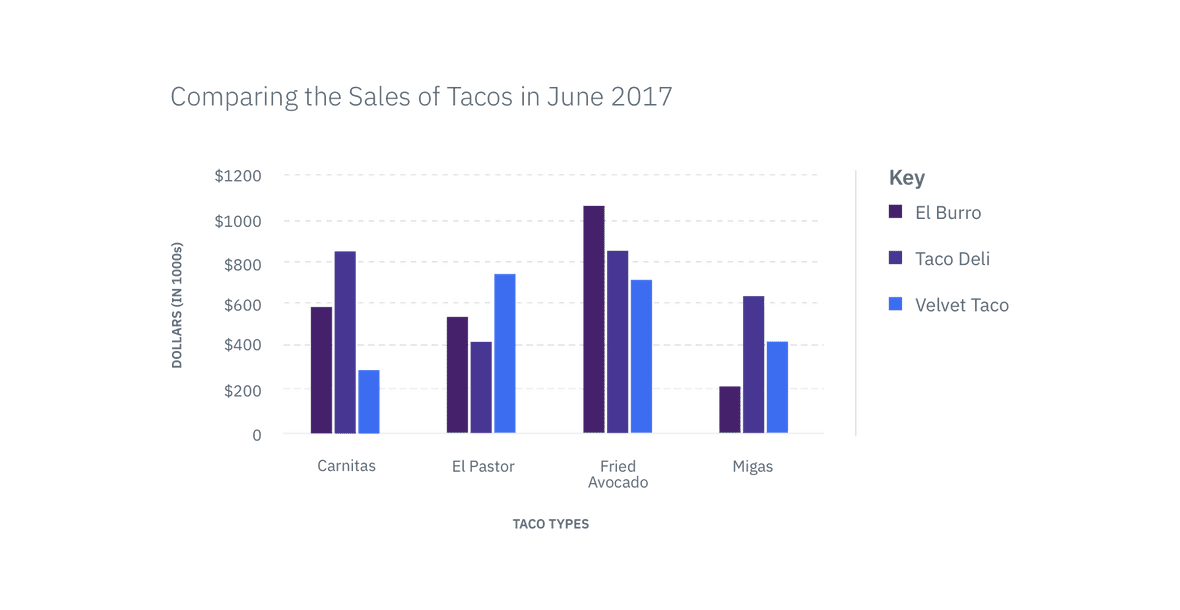 Comparing the Sales of Tacos in June 2017
DOLLARS (IN 1000s)
$1200
$1000
$800
$600
$400
$200
0
Carnitas
El Pastor
Fried
Avocado
Migas
TACO TYPES
Key
El Burro
Taco Deli
Velvet Taco